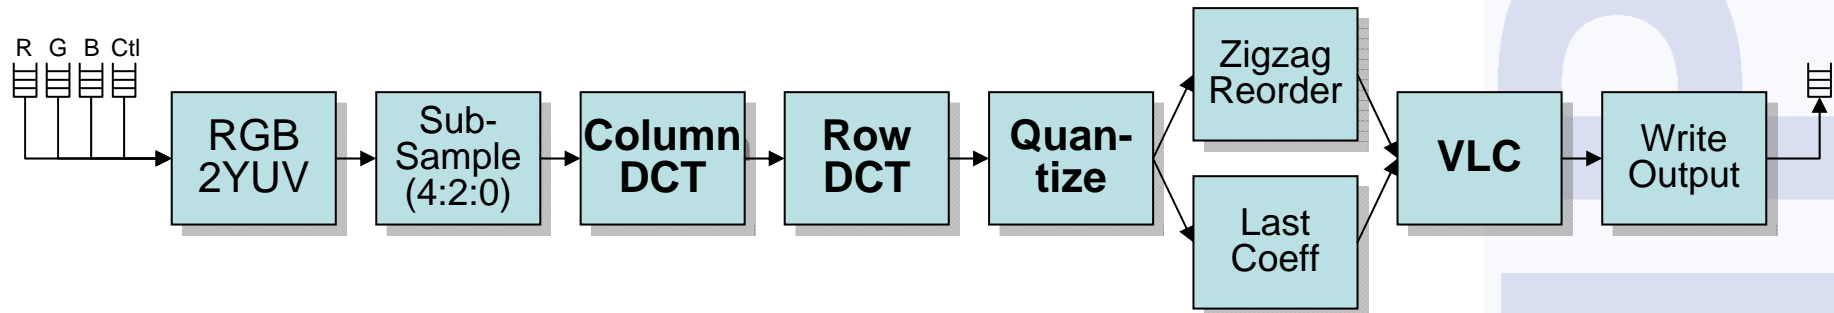 R G B Ctl
RGB
2YUV
Sub-
Sample
(4:2:0)
Column
DCT
Row
DCT
Quan-
tize
Zigzag
Reorder
Last
Coeff
VLC
Write
Output